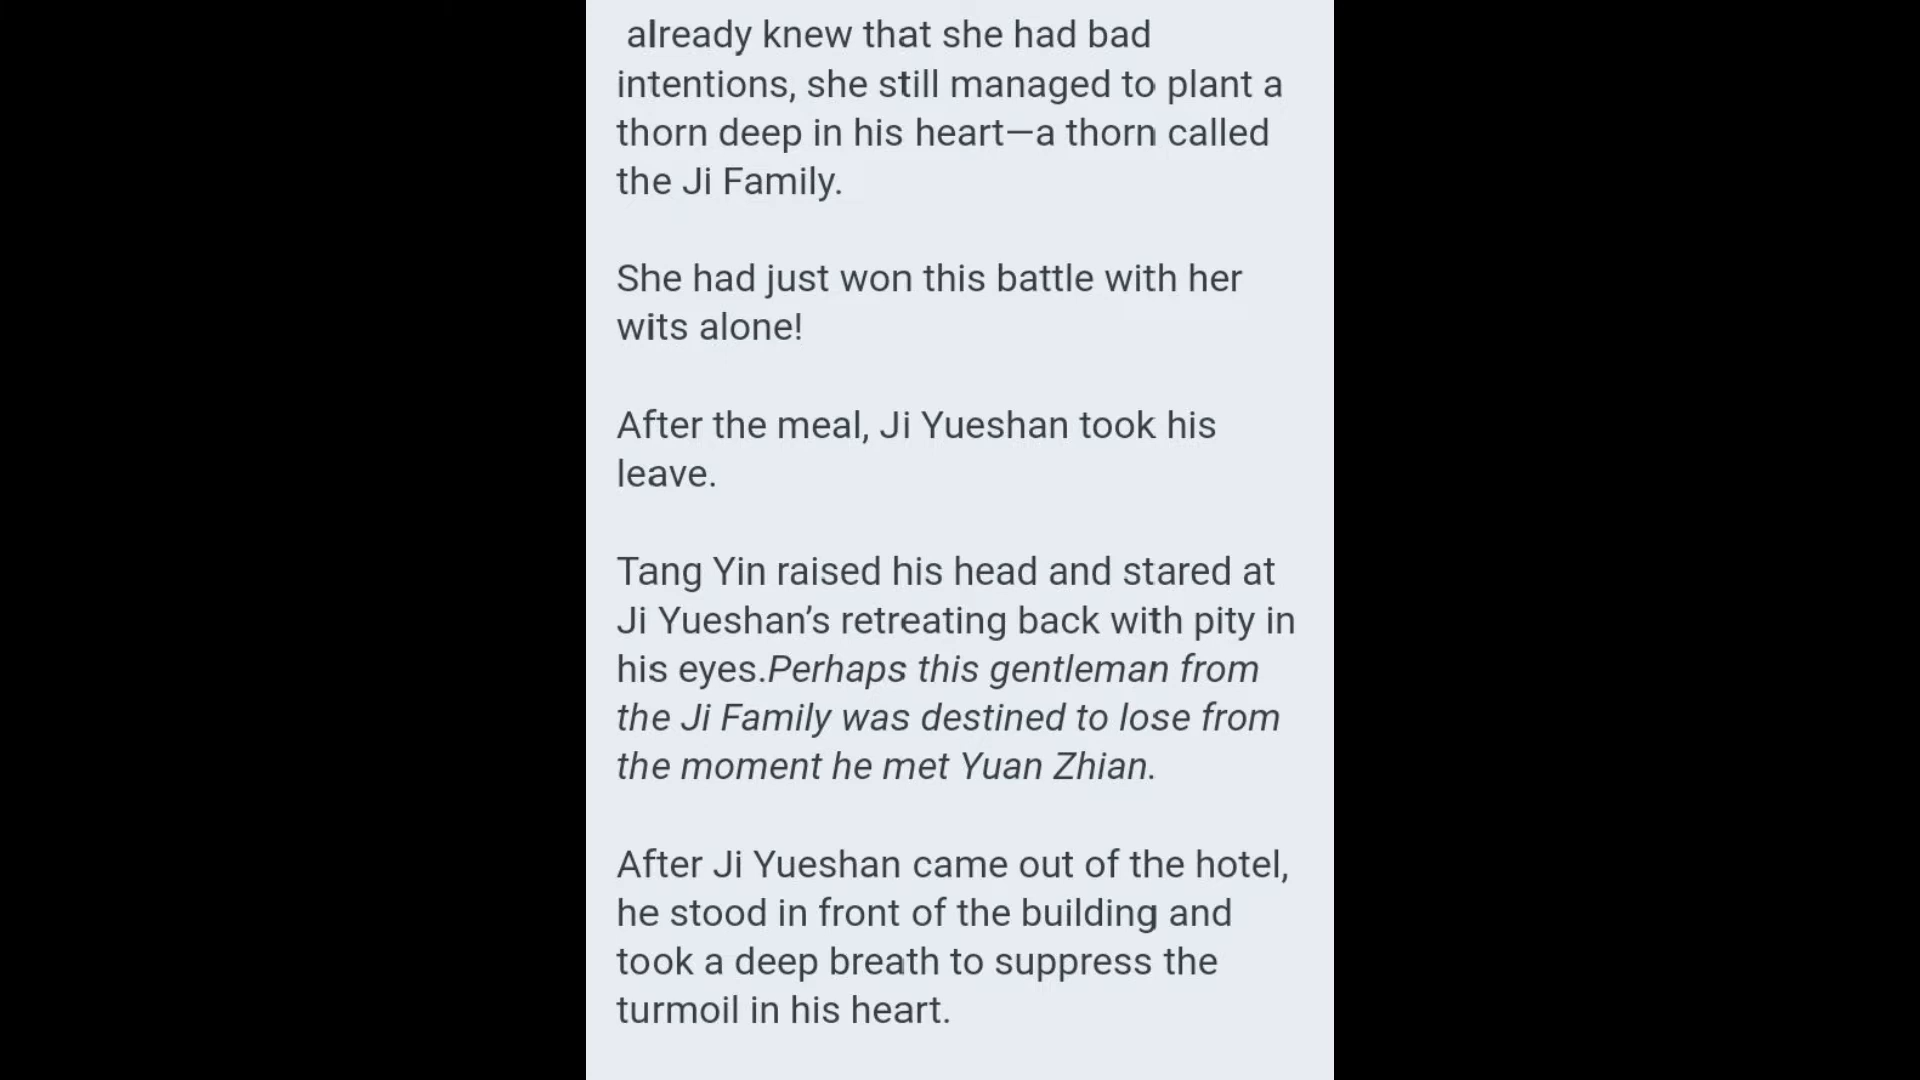 already knew that she had bad
intentions, she still managed to plant a
thorn deep in his heart—a thorn called
the Ji Family.
She had just won this battle with her
wits alone!
After the meal, Ji Yueshan took his
leave.
Tang Yin raised his head and stared at
Ji Yueshan’s retreating back with pity in
his eyes.Perhaps this gentleman from
the Ji Family was destined to lose from
the moment he met Yuan Zhian.
After Ji Yueshan came out of the hotel,
he stood in front of the building and
took a deep breath to suppress the
turmoil in his heart.